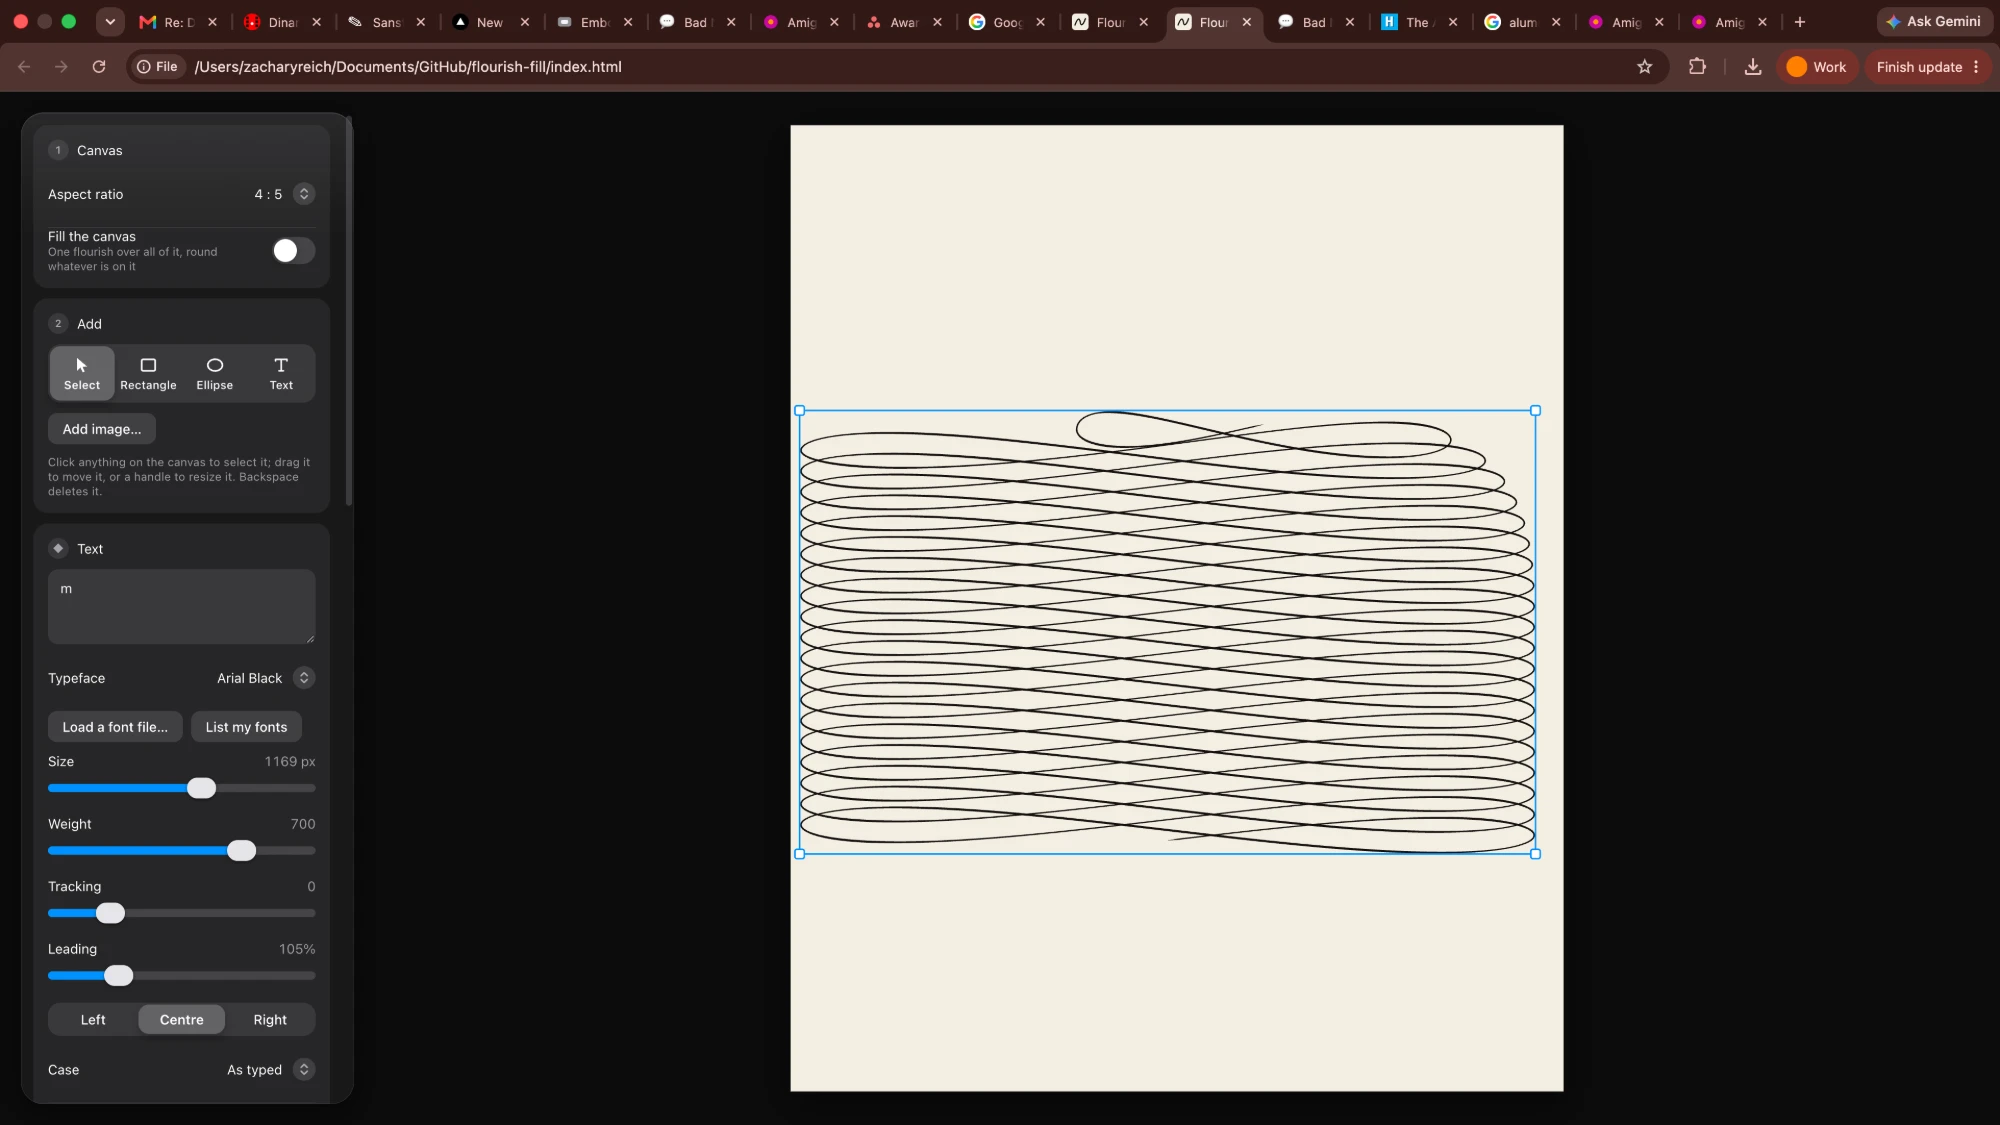 Re: D
Dinar
Sans
New
Embo
Bad
Amig
Awar
Goog
Flour
Flour
Bad
The
alum
Amig
Amig
Ask Gemini
File
/Users/zacharyreich/Documents/GitHub/flourish-fill/index.html
Work
Finish update
1 Canvas
Aspect ratio 4 : 5
Fill the canvas
One flourish over all of it, round
whatever is on it
2 Add
Select Rectangle Ellipse Text
Add image...
Click anything on the canvas to select it; drag it
to move it, or a handle to resize it. Backspace
deletes it.
Text
m
Typeface Arial Black
Load a font file... List my fonts
Size 1169 px
Weight 700
Tracking 0
Leading 105%
Left Centre Right
Case As typed